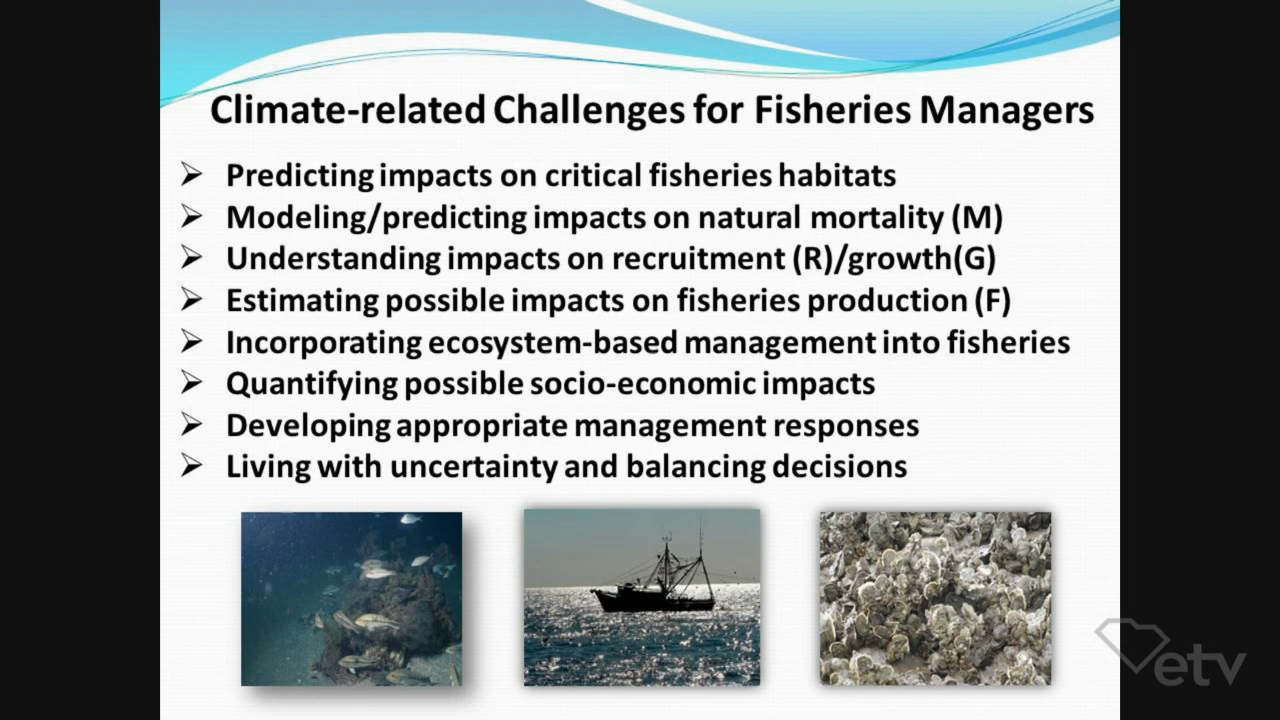 Climate-related Challenges for Fisheries Managers
➢ Predicting impacts on critical fisheries habitats
➢ Modeling/predicting impacts on natural mortality (M)
➢ Understanding impacts on recruitment (R)/growth(G)
➢ Estimating possible impacts on fisheries production (F)
➢ Incorporating ecosystem-based management into fisheries
➢ Quantifying possible socio-economic impacts
➢ Developing appropriate management responses
➢ Living with uncertainty and balancing decisions
etv